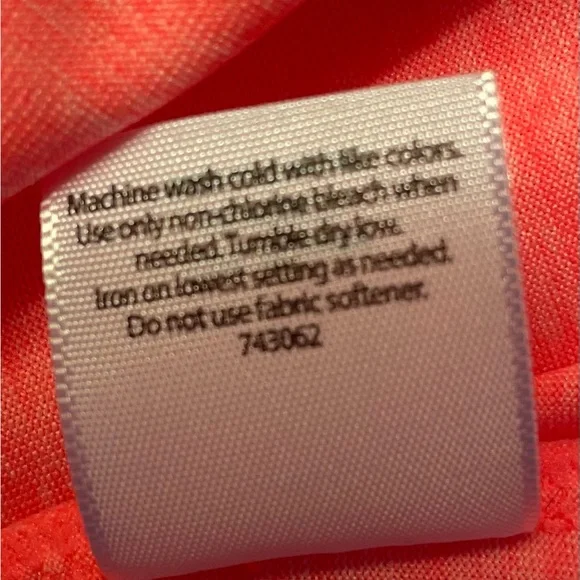 Machine wash cold with like colors.
Use only non-chlorine bleach when
needed. Tumble dry low.
Iron on lowest setting as needed.
Do not use fabric softener.
743062